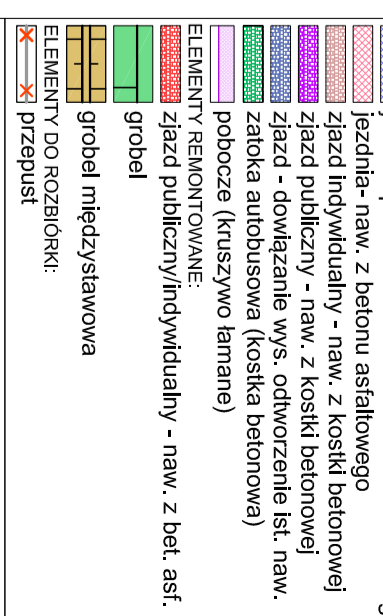 jezdnia- naw. z betonu asfaltowego
zjazd indywidualny - naw. z kostki betonowej
zjazd publiczny - naw. z kostki betonowej
zjazd - dowiązanie wys. odtworzenie ist. naw.
zatoka autobusowa (kostka betonowa)
pobocze (kruszywo łamane)
ELEMENTY REMONTOWANE:
zjazd publiczny/indywidualny - naw. z bet. asf.
grobel
grobel międzystawowa
ELEMENTY DO ROZBIÓRKI:
przepust